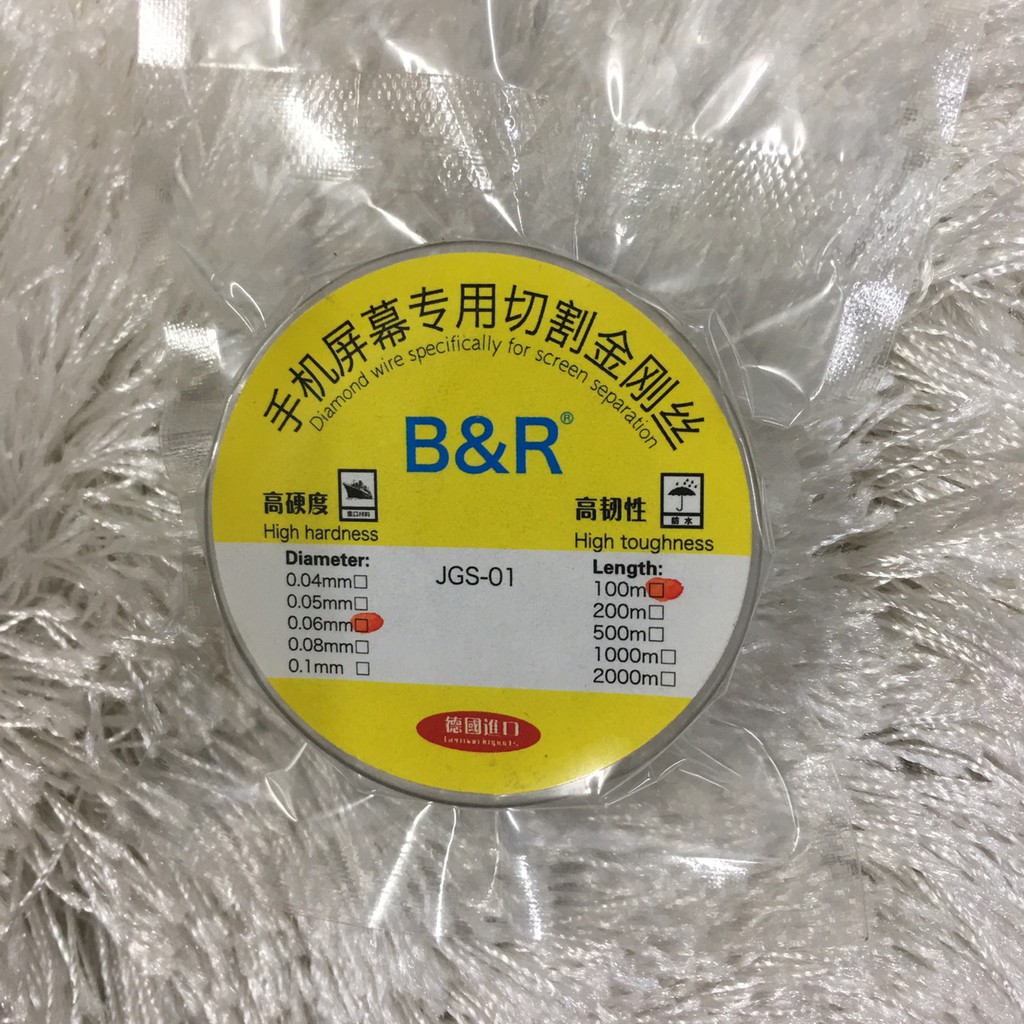 手机屏幕专用切割金刚丝
Diamond wire specifically for screen separation
B&R®
高硬度
High hardness
高韧性
防水
High toughness
Diameter:
0.04mm□
0.05mm□
0.06mm□
0.08mm□
0.1mm □
JGS-01
Length:
100m□
200m□
500m□
1000m□
2000m□
德國進口